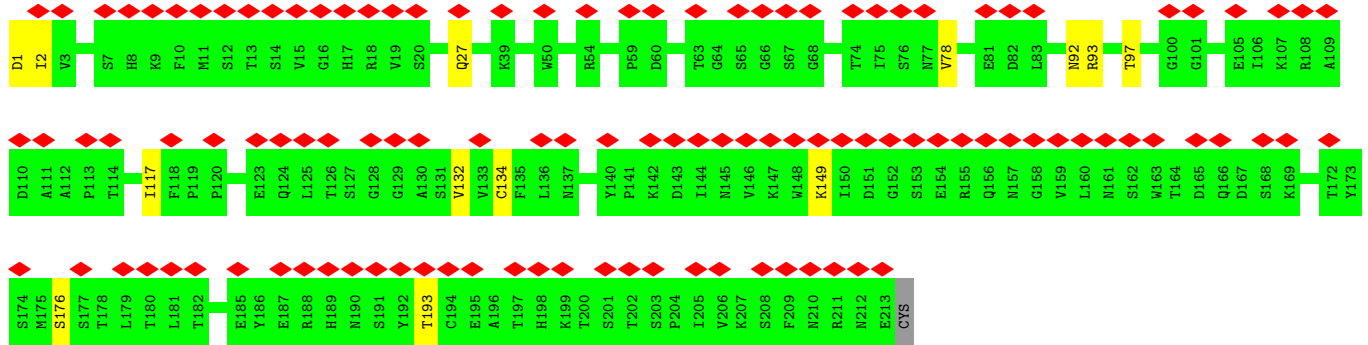 D1 I2 V3 S7 H8 K9 F10 M11 S12 T13 S14 V15 G16 H17 R18 V19 S20 Q27 K39 W50 R54 P59 D60 T63 G64 S65 G66 S67 G68 T74 I75 S76 N77 V78 E81 D82 L83 N92 R93 T97 G100 G101 E105 I106 K107 R108 A109
D110 A111 A112 P113 T114 I117 F118 P119 P120 E123 Q124 L125 T126 S127 G128 G129 A130 S131 V132 V133 C134 F135 L136 N137 Y140 P141 K142 D143 I144 N145 V146 K147 W148 K149 I150 D151 G152 S153 E154 R155 Q156 N157 G158 V159 L160 N161 S162 W163 T164 D165 Q166 D167 S168 K169 T172 Y173
S174 M175 S176 S177 T178 L179 T180 L181 T182 E185 Y186 E187 R188 H189 N190 S191 Y192 T193 C194 E195 A196 T197 H198 K199 T200 S201 T202 S203 P204 I205 V206 K207 S208 F209 N210 R211 N212 E213 CYS